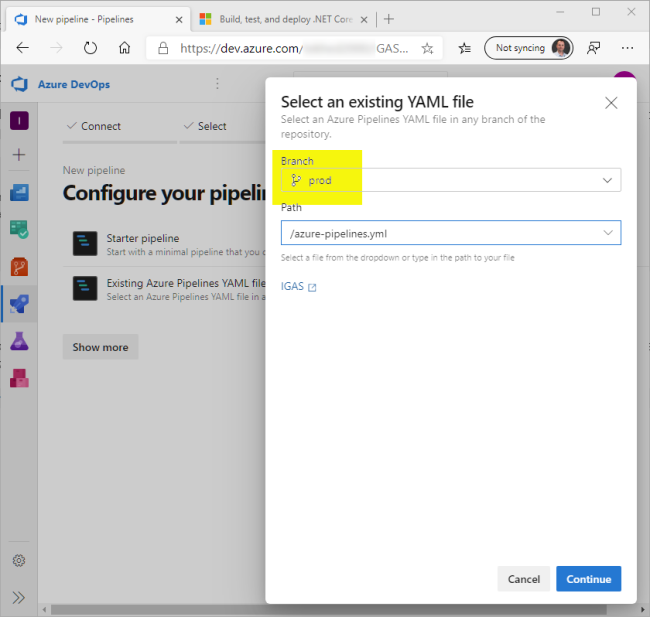 New pipeline - Pipelines
Build, test, and deploy .NET Core
https://dev.azure.com/
GAS...
Not syncing
Azure DevOps
I
Connect
Select
New pipeline
Configure your pipelin
Starter pipeline
Start with a minimal pipeline that you c
Existing Azure Pipelines YAML file
Select an Azure Pipelines YAML file in a
Show more
Select an existing YAML file
Select an Azure Pipelines YAML file in any branch of the
repository.
Branch
prod
Path
/azure-pipelines.yml
Select a file from the dropdown or type in the path to your file
IGAS
Cancel
Continue